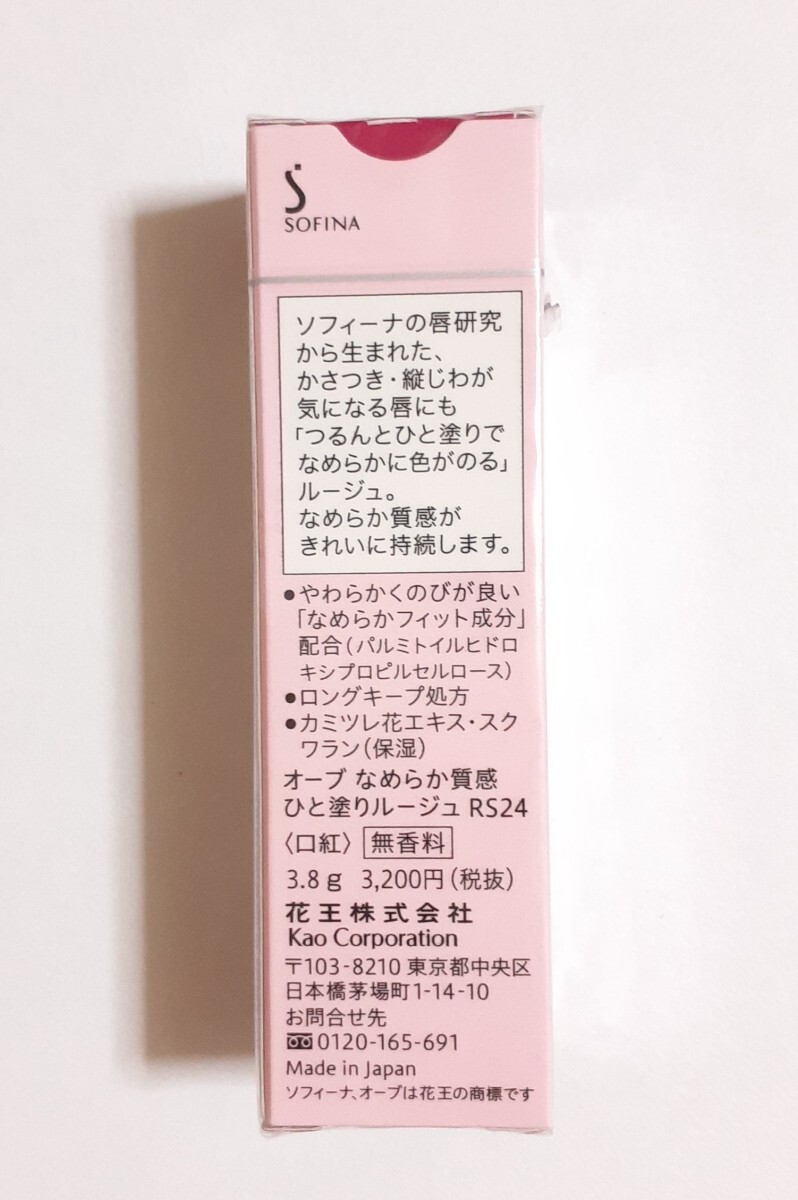 SOFINA
ソフィーナの唇研究
から生まれた、
かさつき・縦じわが
気になる唇にも
「つるんとひと塗りで
なめらかに色がのる」
ルージュ。
なめらか質感が
きれいに持続します。
●やわらかくのびが良い
「なめらかフィット成分」
配合（パルミトイルヒドロ
キシプロピルセルロース）
●ロングキープ処方
●カミツレ花エキス・スク
ワラン（保湿）
オーブ なめらか質感
ひと塗りルージュ RS24
〈口紅〉 無香料
3.8g 3,200円（税抜）
花王株式会社
Kao Corporation
〒103-8210 東京都中央区
日本橋茅場町1-14-10
お問合せ先
0120-165-691
Made in Japan
ソフィーナ、オーブは花王の商標です